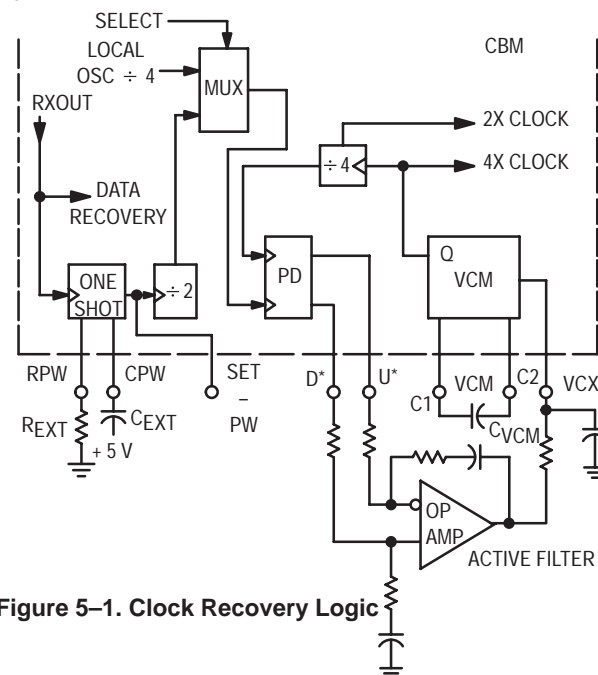 SELECT
LOCAL
OSC ÷ 4
MUX
CBM
RXOUT
2X CLOCK
÷ 4
4X CLOCK
DATA
RECOVERY
ONE
SHOT
÷ 2
PD
Q
VCM
RPW
CPW
SET
–
PW
D*
U*
C1
VCM
C2
VCX
REXT
CEXT
+ 5 V
CVCM
OP
AMP
ACTIVE FILTER
Figure 5–1. Clock Recovery Logic